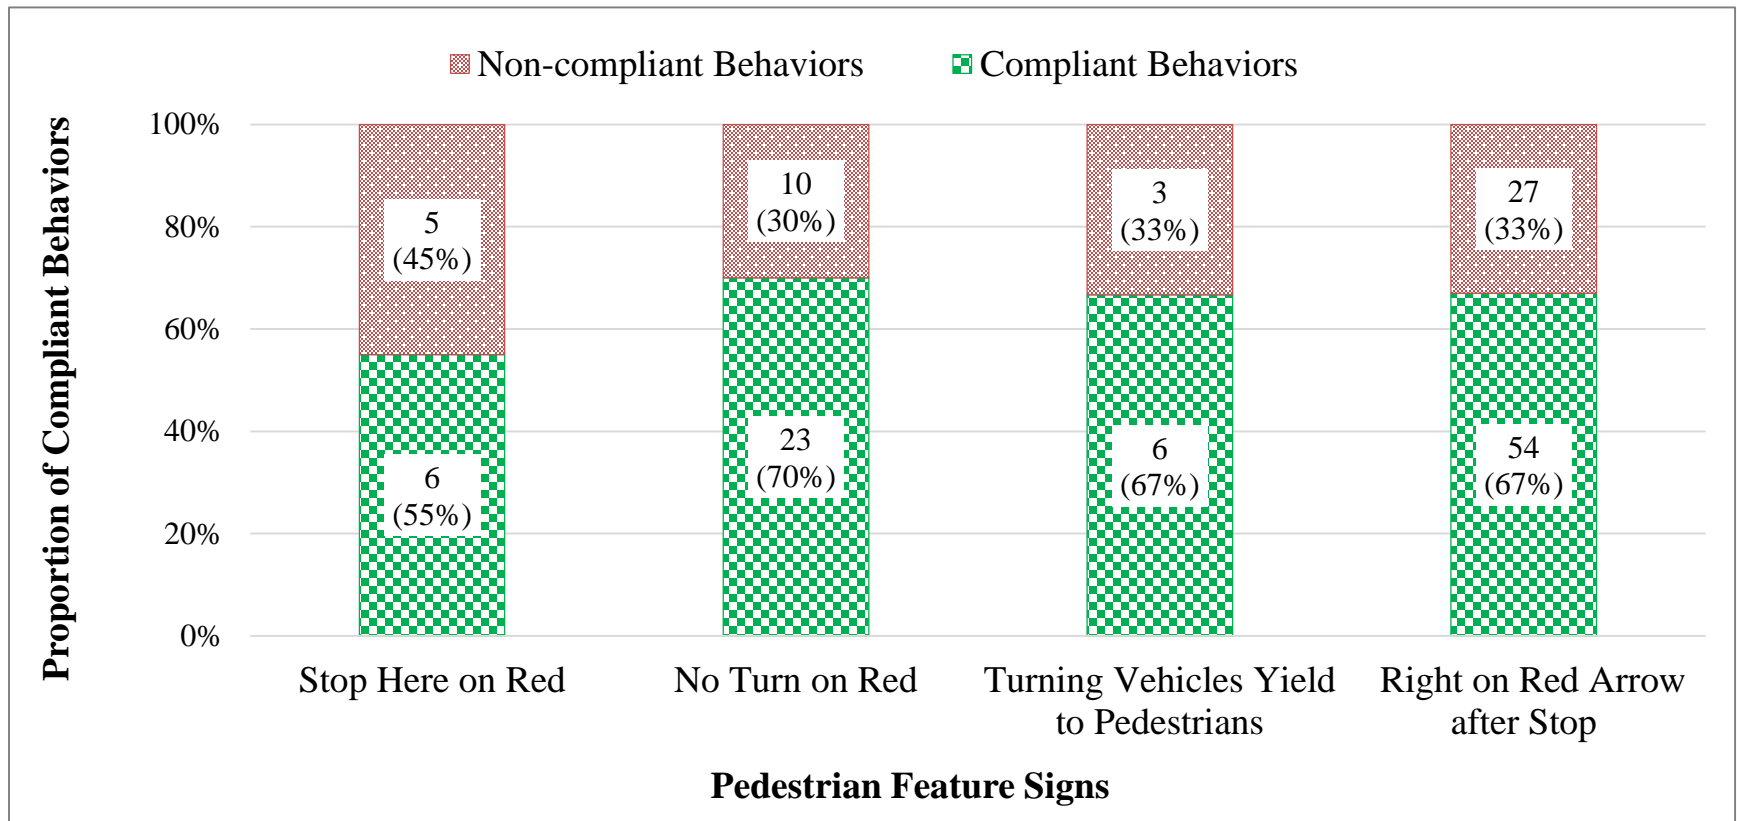 Non-compliant Behaviors
Compliant Behaviors
Proportion of Compliant Behaviors
100%
80%
60%
40%
20%
0%
5
(45%)
6
(55%)
10
(30%)
23
(70%)
3
(33%)
6
(67%)
27
(33%)
54
(67%)
Stop Here on Red
No Turn on Red
Turning Vehicles Yield
to Pedestrians
Right on Red Arrow
after Stop
Pedestrian Feature Signs